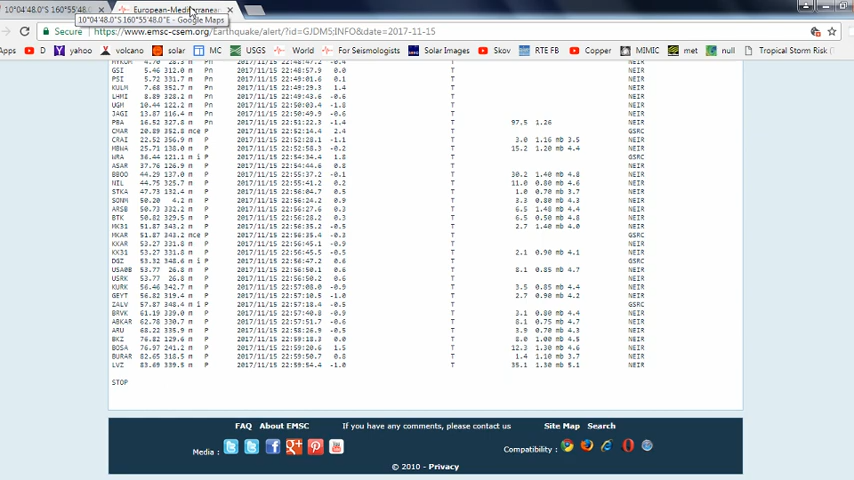 10°04'48.0"S 160°55'48.0
European-Mediterranean
10°04'48.0"S 160°55'48.0"E - Google Maps
Secure https://www.emsc-csem.org/Earthquake/alert/?id=GJDM5;INFO&date=2017-11-15
D yahoo volcano solar MC USGS World For Seismologists Solar Images Sun RTE FB Copper MIMIC met null Tropical Storm Risk
MYKOM 4.70 28.3 m Pn 2017/11/15 22:48:47.2 -0.4 T NEIR
GSI 5.46 312.0 m Pn 2017/11/15 22:48:57.9 0.0 T NEIR
PSI 5.72 331.7 m Pn 2017/11/15 22:49:01.6 0.1 T NEIR
KULM 7.68 352.7 m Pn 2017/11/15 22:49:29.3 1.4 T NEIR
LHMI 8.89 328.2 m Pn 2017/11/15 22:49:43.6 -0.6 T NEIR
UGM 10.44 122.2 m Pn 2017/11/15 22:50:03.4 -1.8 T NEIR
JAGI 13.87 116.4 m Pn 2017/11/15 22:50:49.9 -0.6 T NEIR
PBA 16.52 327.8 m Pn 2017/11/15 22:51:22.3 -1.4 T 97.5 1.26 NEIR
CMAR 20.89 352.8 mce P 2017/11/15 22:52:14.4 2.4 T GSRC
CRAI 22.52 356.9 m P 2017/11/15 22:52:28.9 -0.1 T 3.0 1.16 mb 3.5 NEIR
MBWA 25.71 138.0 m P 2017/11/15 22:52:58.3 -0.2 T 15.2 1.20 mb 4.4 NEIR
WRA 36.44 121.1 m i P 2017/11/15 22:54:34.4 1.8 T GSRC
ASAR 37.76 126.9 m P 2017/11/15 22:54:44.6 0.8 T NEIR
BBOO 44.29 137.0 m P 2017/11/15 22:55:37.2 -0.1 T 30.2 1.40 mb 4.8 NEIR
NIL 44.75 325.7 m P 2017/11/15 22:55:41.2 0.2 T 11.0 0.80 mb 4.6 NEIR
STKA 47.73 132.4 m P 2017/11/15 22:56:04.7 0.5 T 1.0 0.70 mb 3.7 NEIR
SONM 50.20 4.2 m P 2017/11/15 22:56:24.2 0.9 T 3.3 0.80 mb 4.3 NEIR
ARSB 50.73 332.2 m P 2017/11/15 22:56:27.6 0.3 T 6.5 1.48 mb 4.4 NEIR
BTK 50.82 329.5 m P 2017/11/15 22:56:28.2 0.3 T 6.5 0.50 mb 4.8 NEIR
MK31 51.87 343.2 m P 2017/11/15 22:56:35.2 -0.5 T 2.7 1.40 mb 4.0 NEIR
MKAR 51.87 343.2 mce P 2017/11/15 22:56:35.2 -0.5 T GSRC
KKAR 53.27 331.8 m P 2017/11/15 22:56:45.1 -0.9 T NEIR
KK31 53.27 331.8 m P 2017/11/15 22:56:45.5 -0.5 T 2.1 0.90 mb 4.1 NEIR
DGZ 53.32 348.6 m i P 2017/11/15 22:56:47.2 0.6 T GSRC
USA0B 53.77 26.8 m P 2017/11/15 22:56:50.1 0.6 T 8.1 0.85 mb 4.7 NEIR
USRK 53.77 26.8 m P 2017/11/15 22:56:50.2 0.6 T NEIR
KURK 56.46 342.7 m P 2017/11/15 22:57:08.0 -0.9 T 3.5 0.85 mb 4.4 NEIR
GEYT 56.82 319.4 m P 2017/11/15 22:57:10.5 -1.0 T 2.7 0.90 mb 4.2 NEIR
ZALV 57.87 348.4 m i P 2017/11/15 22:57:18.4 -0.5 T GSRC
BRVK 61.19 339.0 m P 2017/11/15 22:57:40.8 -0.9 T 3.1 0.80 mb 4.4 NEIR
ABKAR 62.78 330.7 m P 2017/11/15 22:57:51.7 -0.6 T 8.1 0.75 mb 4.7 NEIR
ARU 68.22 335.9 m P 2017/11/15 22:58:26.9 -0.5 T 3.9 0.70 mb 4.3 NEIR
BKZ 76.82 129.6 m P 2017/11/15 22:59:18.3 0.0 T 8.0 1.00 mb 4.5 NEIR
BOSA 76.97 241.2 m P 2017/11/15 22:59:20.6 1.5 T 12.3 1.30 mb 4.6 NEIR
BURAR 82.65 318.5 m P 2017/11/15 22:59:50.7 0.8 T 1.4 1.10 mb 3.7 NEIR
LVZ 83.69 339.5 m P 2017/11/15 22:59:54.4 -1.0 T 35.1 1.30 mb 5.1 NEIR
STOP
FAQ About EMSC If you have any comments, please contact us Site Map Search
Media : Compatibility :
© 2010 - Privacy